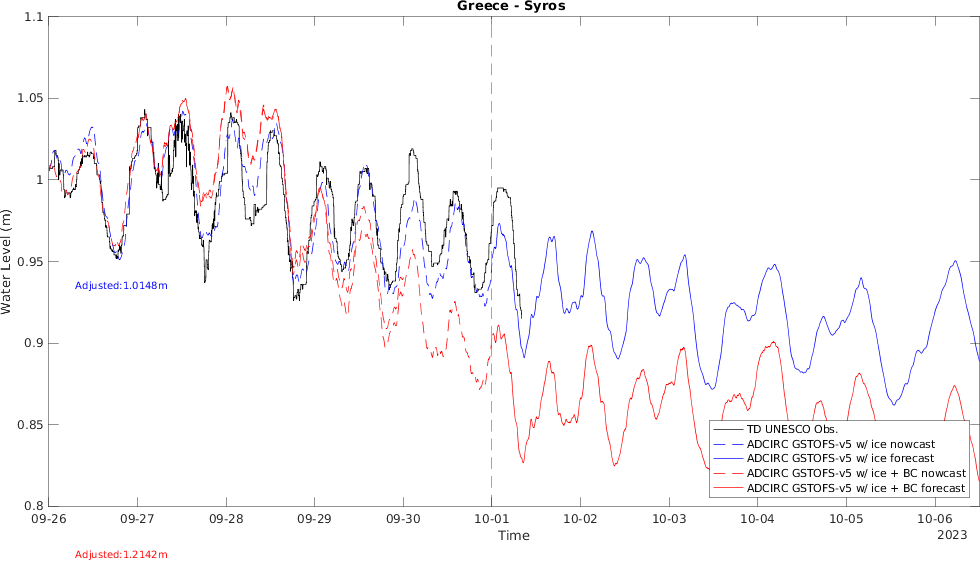 Greece - Syros
1.1
1.05
1
0.95
0.9
0.85
0.8
Water Level (m)
Adjusted:1.0148m
TD UNESCO Obs.
ADCIRC GSTOFS-v5 w/ ice nowcast
ADCIRC GSTOFS-v5 w/ ice forecast
ADCIRC GSTOFS-v5 w/ ice + BC nowcast
ADCIRC GSTOFS-v5 w/ ice + BC forecast
09-26 09-27 09-28 09-29 09-30 10-01 10-02 10-03 10-04 10-05 10-06
2023
Time
Adjusted:1.2142m